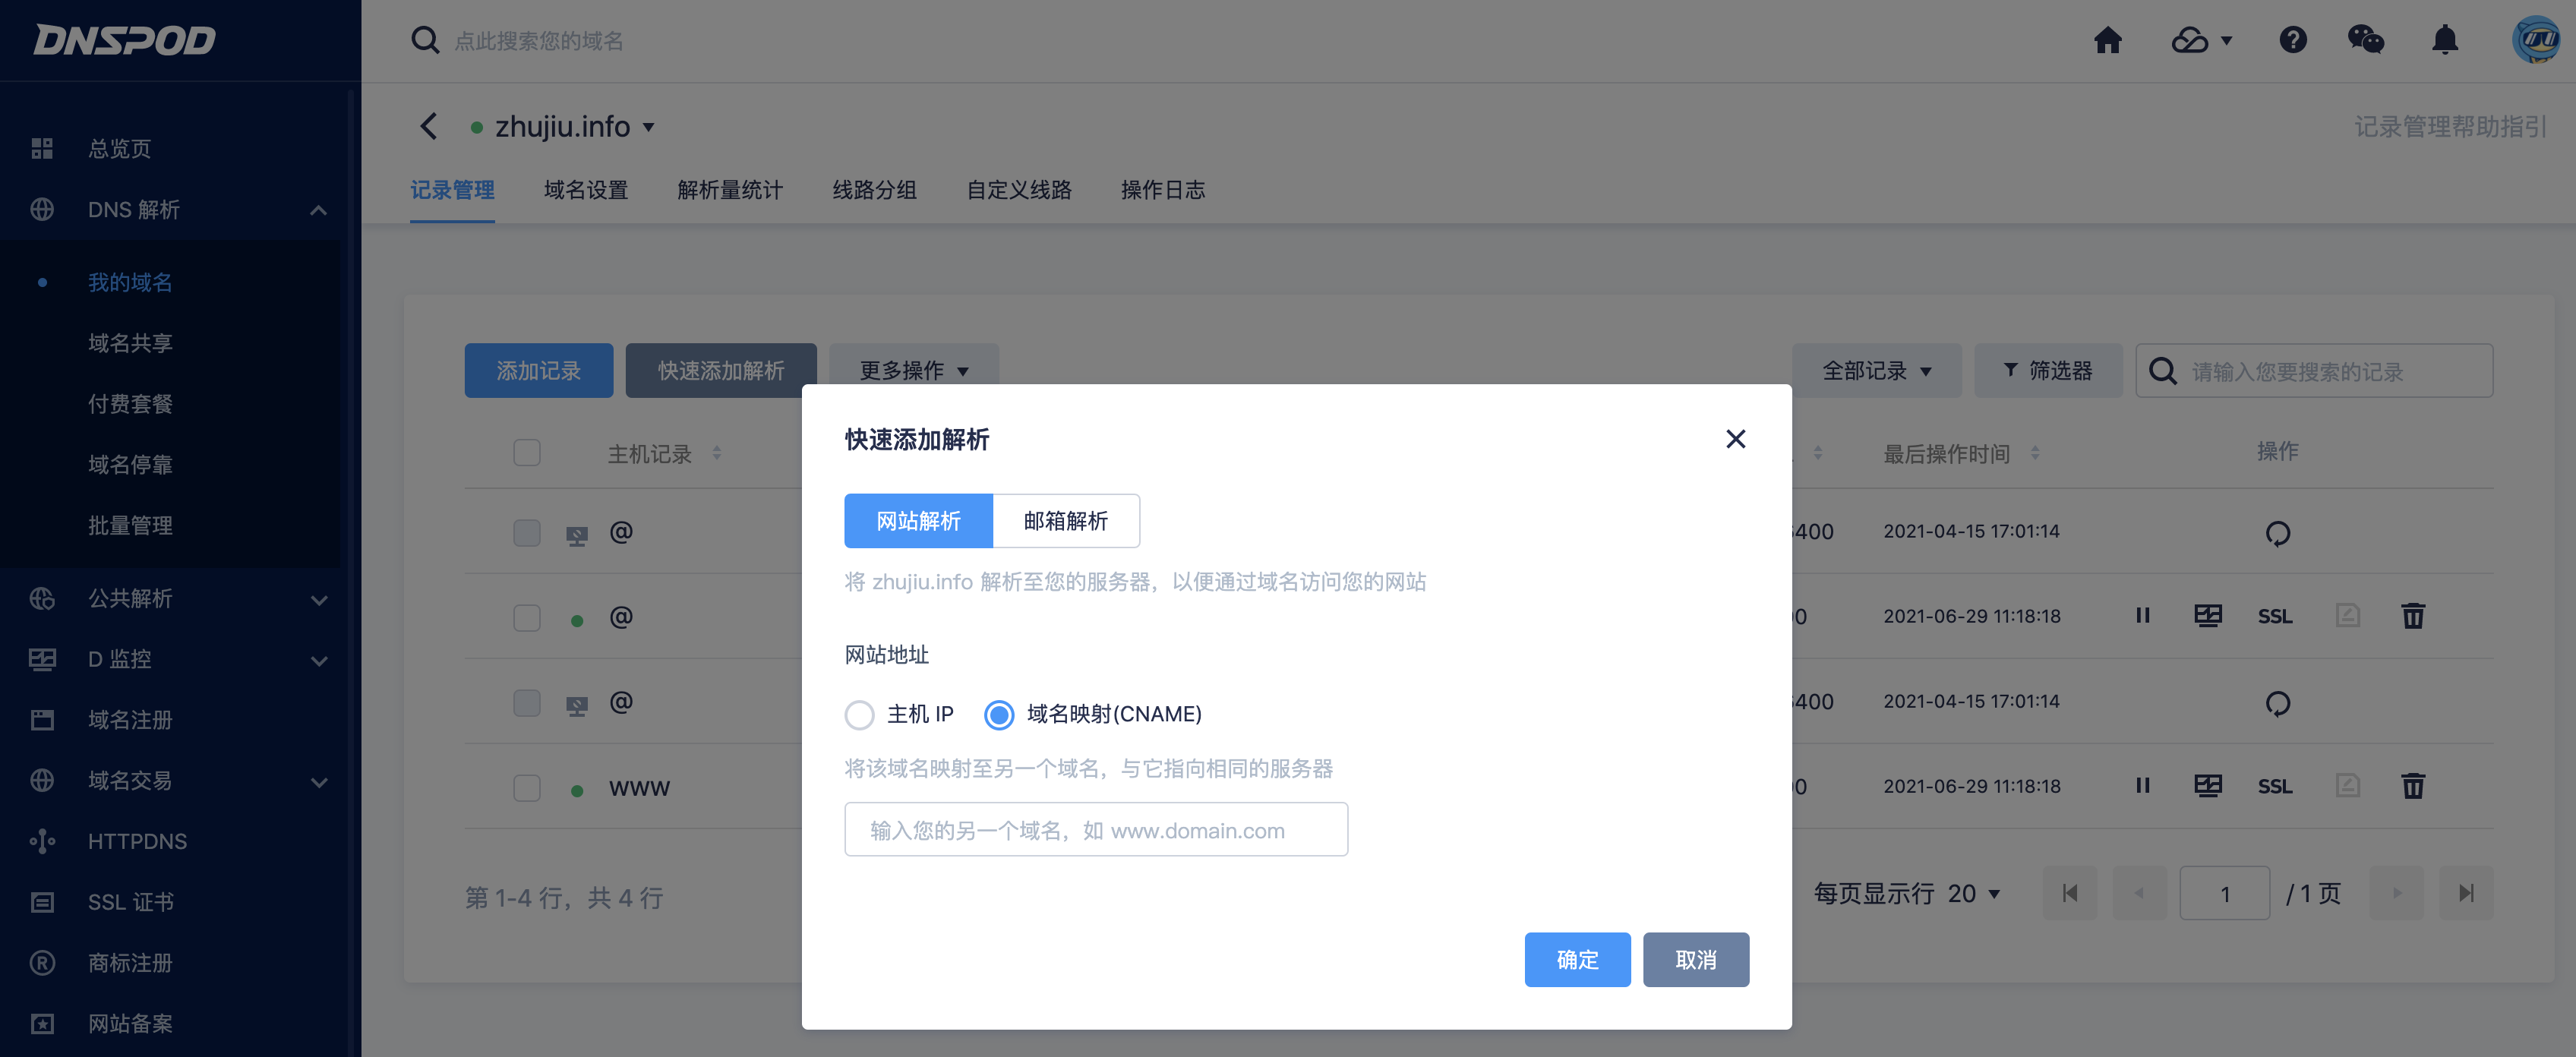 DNSPOD
点此搜索您的域名
总览页
DNS 解析
我的域名
域名共享
付费套餐
域名停靠
批量管理
公共解析
D 监控
域名注册
域名交易
HTTPDNS
SSL 证书
商标注册
网站备案
zhujiu.info
记录管理帮助指引
记录管理 域名设置 解析量统计 线路分组 自定义线路 操作日志
添加记录 快速添加解析 更多操作 全部记录 筛选器 请输入您要搜索的记录
主机记录 最后操作时间 操作
@ 400 2021-04-15 17:01:14
@ 2021-06-29 11:18:18 SSL
@ 400 2021-04-15 17:01:14
www 2021-06-29 11:18:18 SSL
第 1-4 行，共 4 行 每页显示行 20 1 / 1 页
快速添加解析
网站解析 邮箱解析
将 zhujiu.info 解析至您的服务器，以便通过域名访问您的网站
网站地址
主机 IP 域名映射(CNAME)
将该域名映射至另一个域名，与它指向相同的服务器
输入您的另一个域名，如 www.domain.com
确定 取消